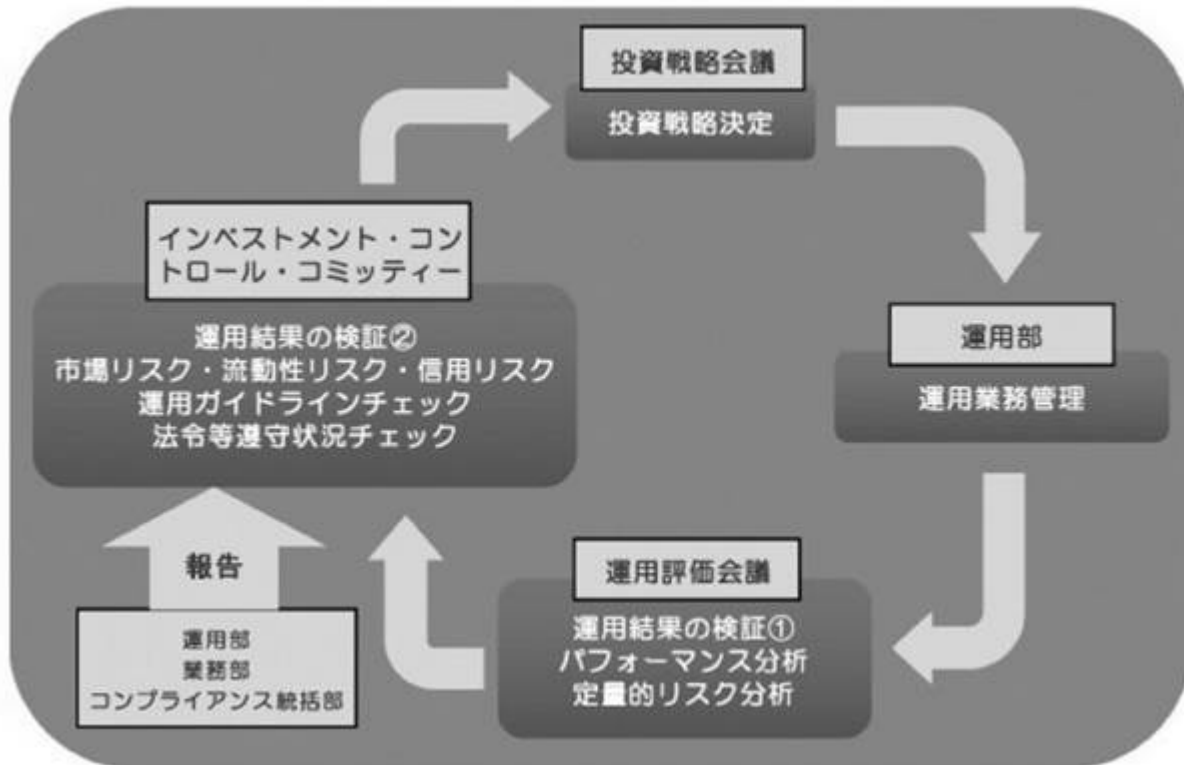 投資戦略会議
投資戦略決定
運用部
運用業務管理
運用評価会議
運用結果の検証①
パフォーマンス分析
定量的リスク分析
インベストメント・コン
トロール・コミッティー
運用結果の検証②
市場リスク・流動性リスク・信用リスク
運用ガイドラインチェック
法令等遵守状況チェック
報告
運用部
業務部
コンプライアンス統括部